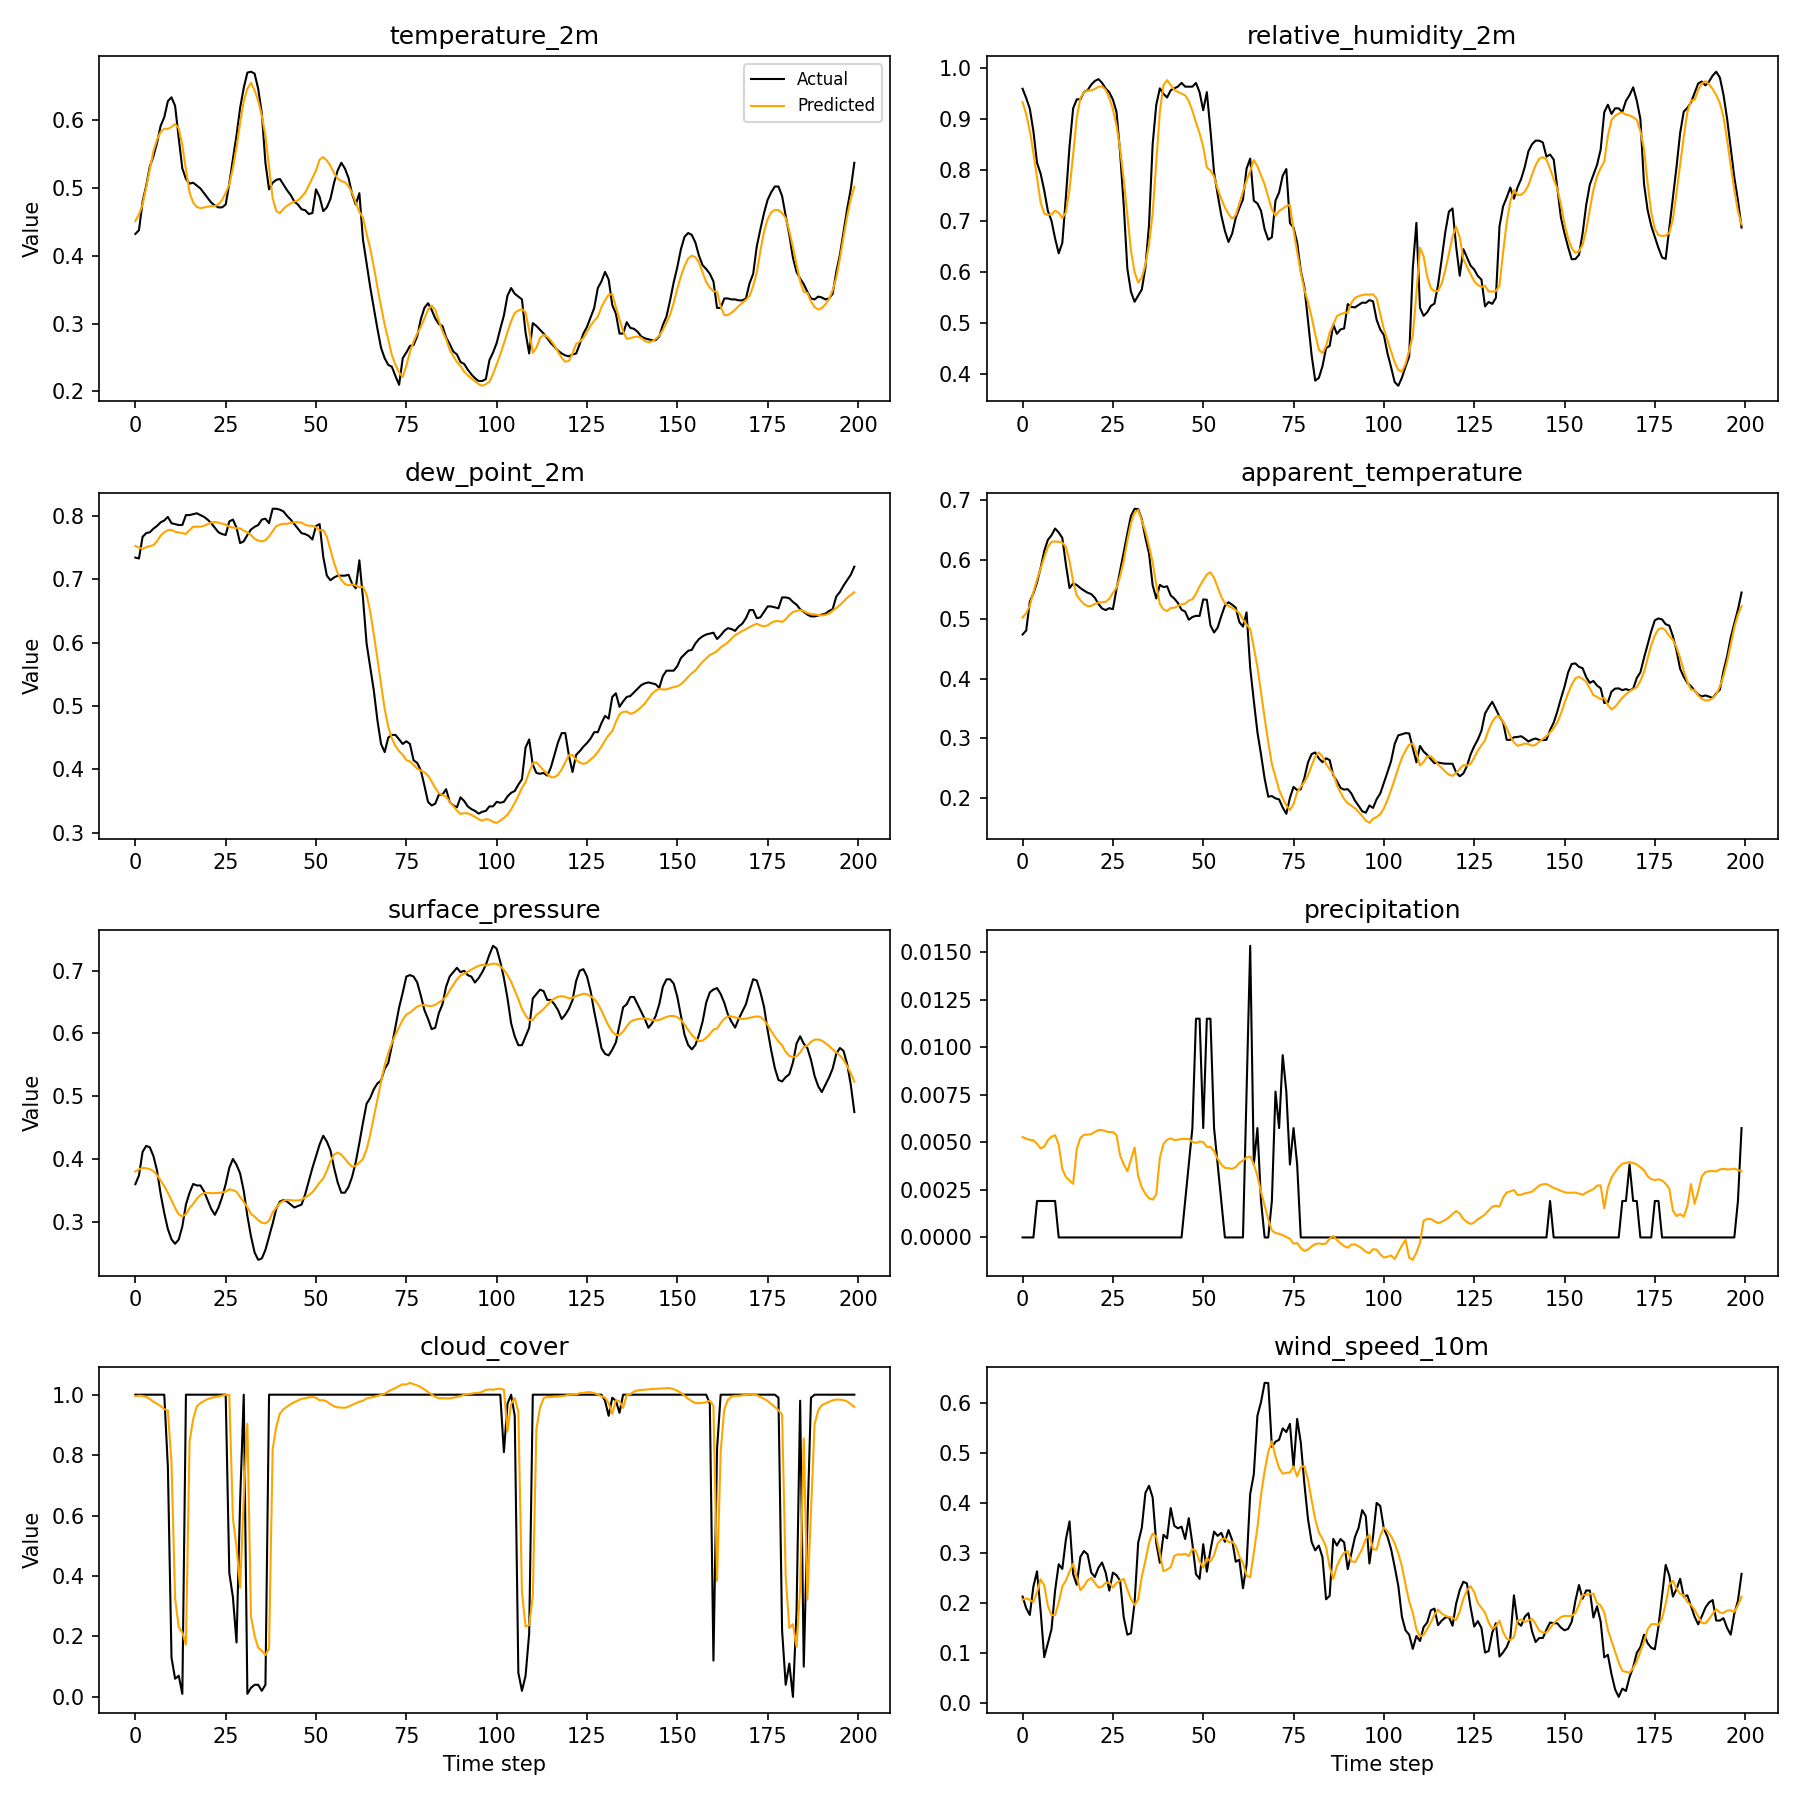 temperature_2m
relative_humidity_2m
Actual
Predicted
Value
0.6
0.5
0.4
0.3
0.2
0 25 50 75 100 125 150 175 200
1.0
0.9
0.8
0.7
0.6
0.5
0.4
0 25 50 75 100 125 150 175 200
dew_point_2m
apparent_temperature
Value
0.8
0.7
0.6
0.5
0.4
0.3
0 25 50 75 100 125 150 175 200
0.7
0.6
0.5
0.4
0.3
0.2
0 25 50 75 100 125 150 175 200
surface_pressure
precipitation
Value
0.7
0.6
0.5
0.4
0.3
0 25 50 75 100 125 150 175 200
0.0150
0.0125
0.0100
0.0075
0.0050
0.0025
0.0000
0 25 50 75 100 125 150 175 200
cloud_cover
wind_speed_10m
Value
1.0
0.8
0.6
0.4
0.2
0.0
0 25 50 75 100 125 150 175 200
Time step
0.6
0.5
0.4
0.3
0.2
0.1
0.0
0 25 50 75 100 125 150 175 200
Time step